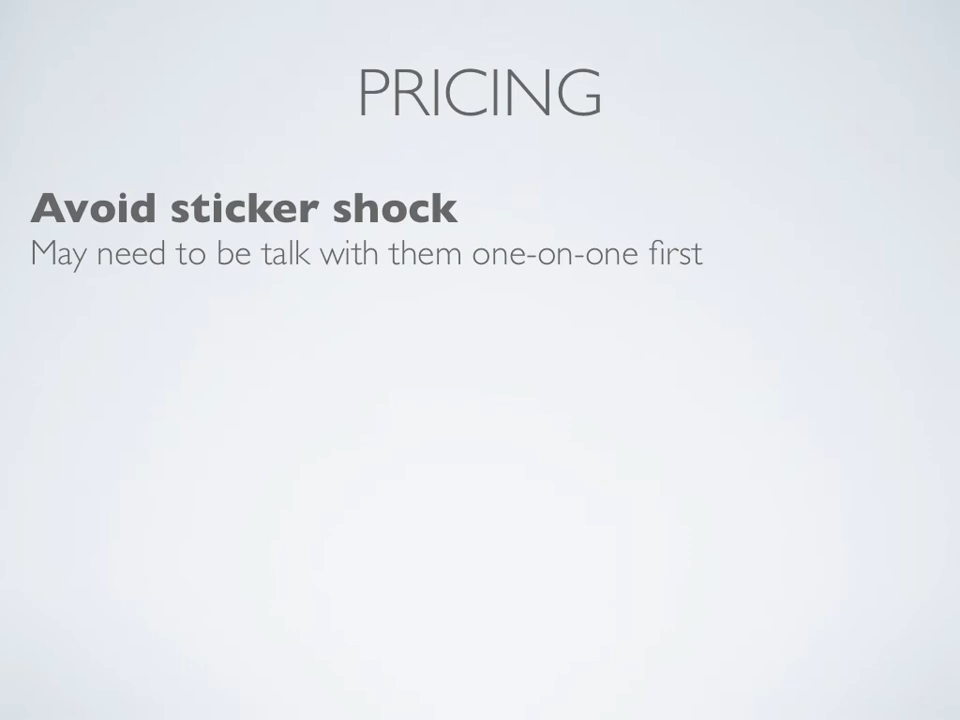 PRICING
Avoid sticker shock
May need to be talk with them one-on-one first